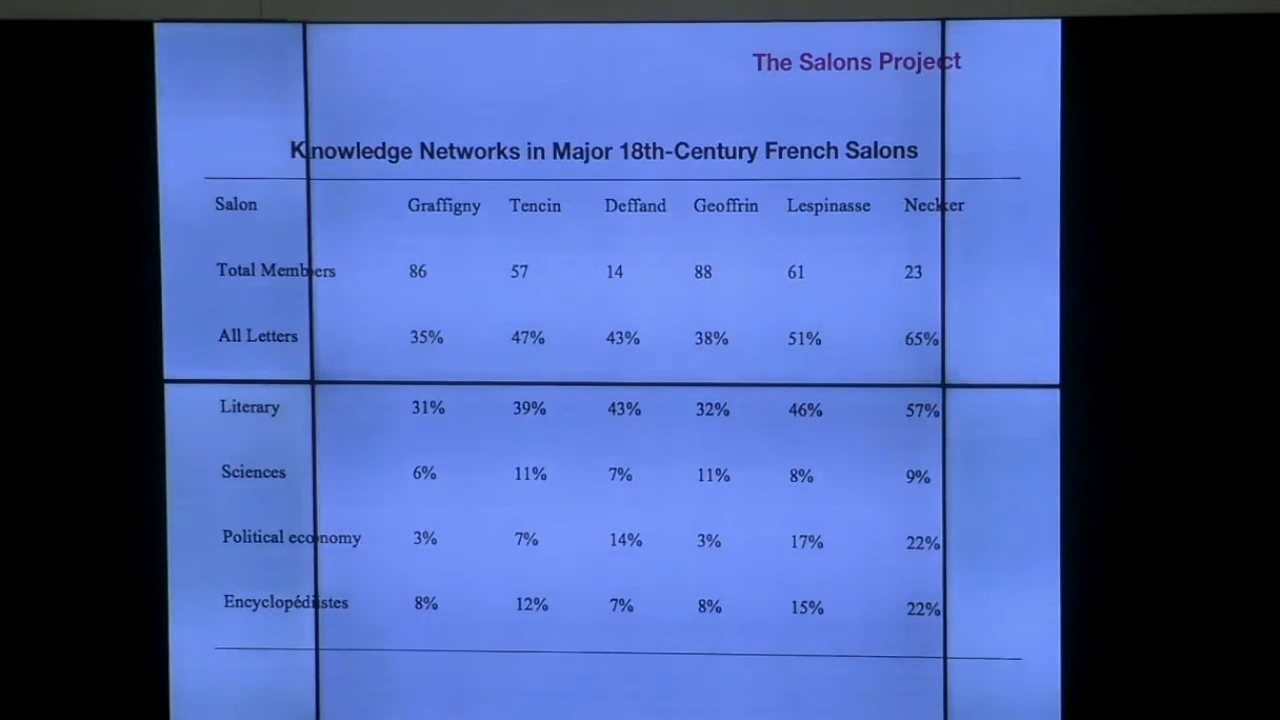 The Salons Project
Knowledge Networks in Major 18th-Century French Salons
Salon Graffigny Tencin Deffand Geoffrin Lespinasse Necker
Total Members 86 57 14 88 61 23
All Letters 35% 47% 43% 38% 51% 65%
Literary 31% 39% 43% 32% 46% 57%
Sciences 6% 11% 7% 11% 8% 9%
Political economy 3% 7% 14% 3% 17% 22%
Encyclopédistes 8% 12% 7% 8% 15% 22%